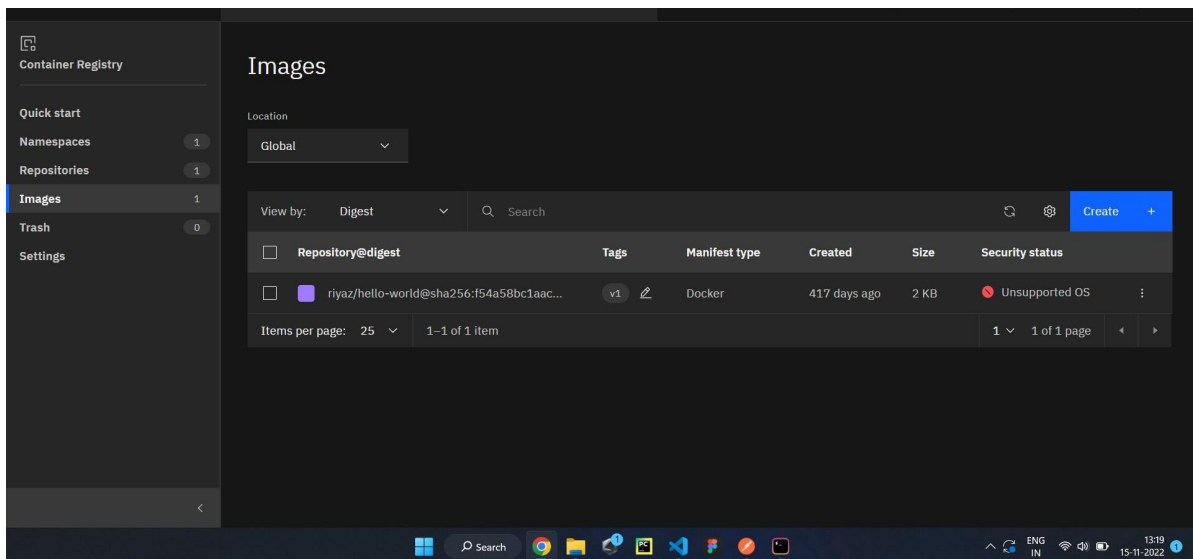 Container Registry
Quick start
Namespaces 1
Repositories 1
Images 1
Trash 0
Settings
Images
Location
Global
View by: Digest Search Create +
Repository@digest Tags Manifest type Created Size Security status
riyaz/hello-world@sha256:f54a58bc1aac... v1 Docker 417 days ago 2 KB Unsupported OS
Items per page: 25 1–1 of 1 item 1 1 of 1 page
Search 1 PC ENG 13:19
IN 15-11-2022 1